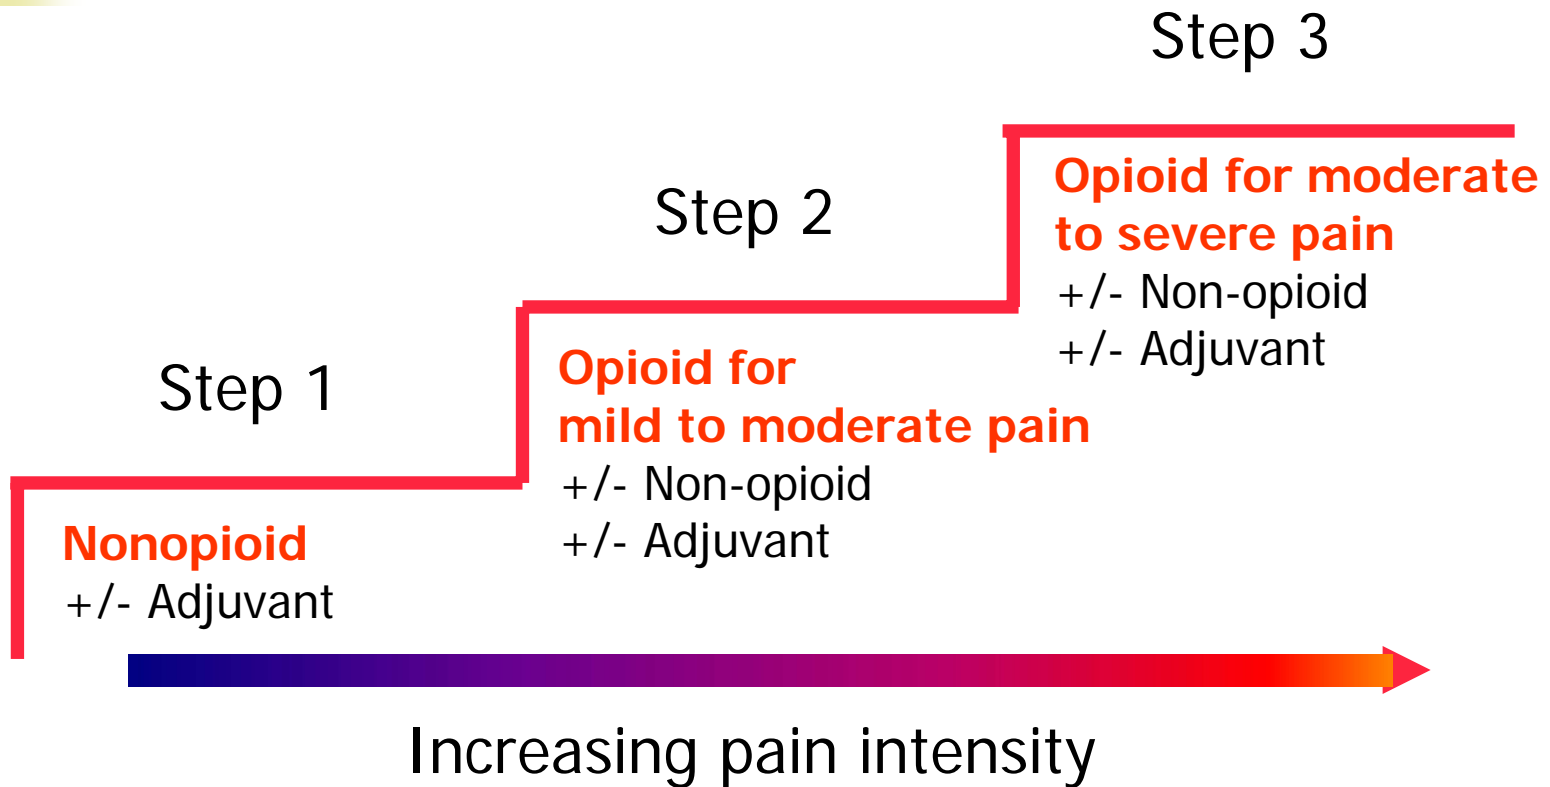 Step 3
Opioid for moderate
to severe pain
+/- Non-opioid
+/- Adjuvant
Step 2
Opioid for
mild to moderate pain
+/- Non-opioid
+/- Adjuvant
Step 1
Nonopioid
+/- Adjuvant
Increasing pain intensity